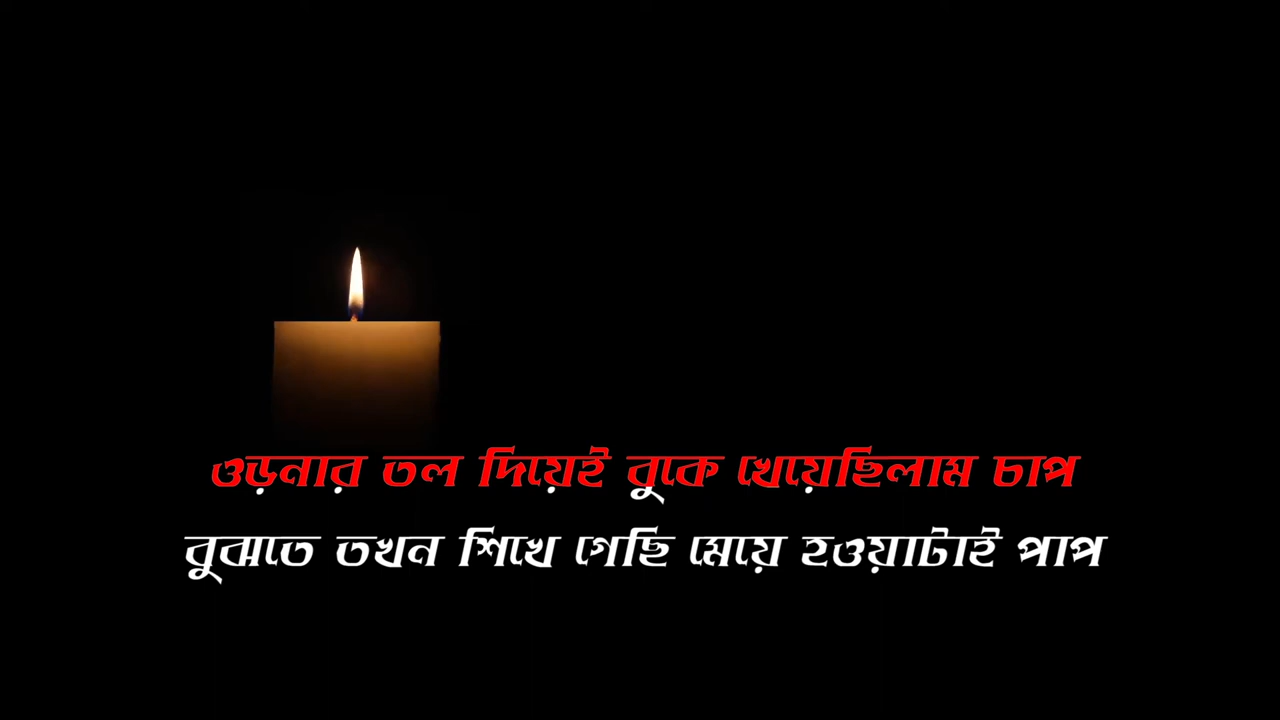 ওড়নার তল দিয়েই বুকে খেয়েছিলাম চাপ
বুঝতে তখন শিখে গেছি মেয়ে হওয়াটাই পাপ